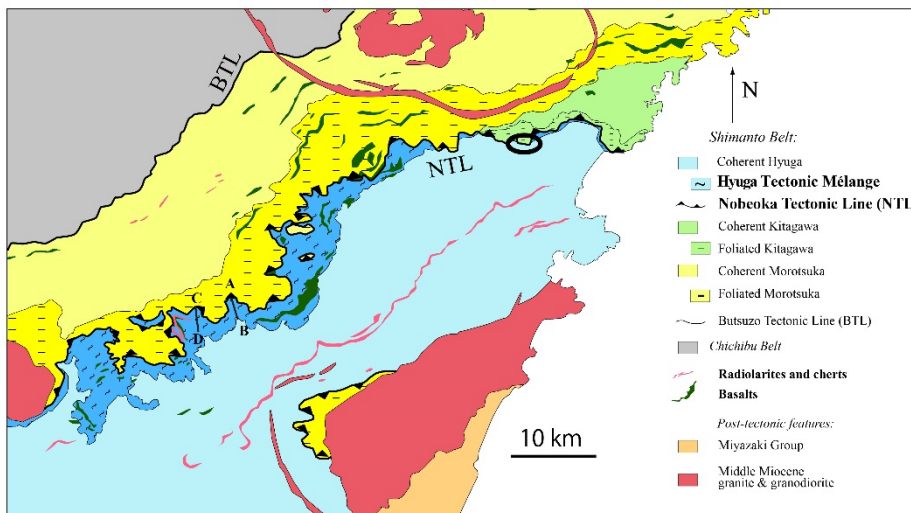 BTL
N
NTL
A
C
B
D
10 km
Shimanto Belt:
Coherent Hyuga
Hyuga Tectonic Mélange
Nobeoka Tectonic Line (NTL
Coherent Kitagawa
Foliated Kitagawa
Coherent Morotsuka
Foliated Morotsuka
Butsuzo Tectonic Line (BTL)
Chichibu Belt
Radiolarites and cherts
Basalts
Post-tectonic features:
Miyazaki Group
Middle Miocene
granite & granodiorite